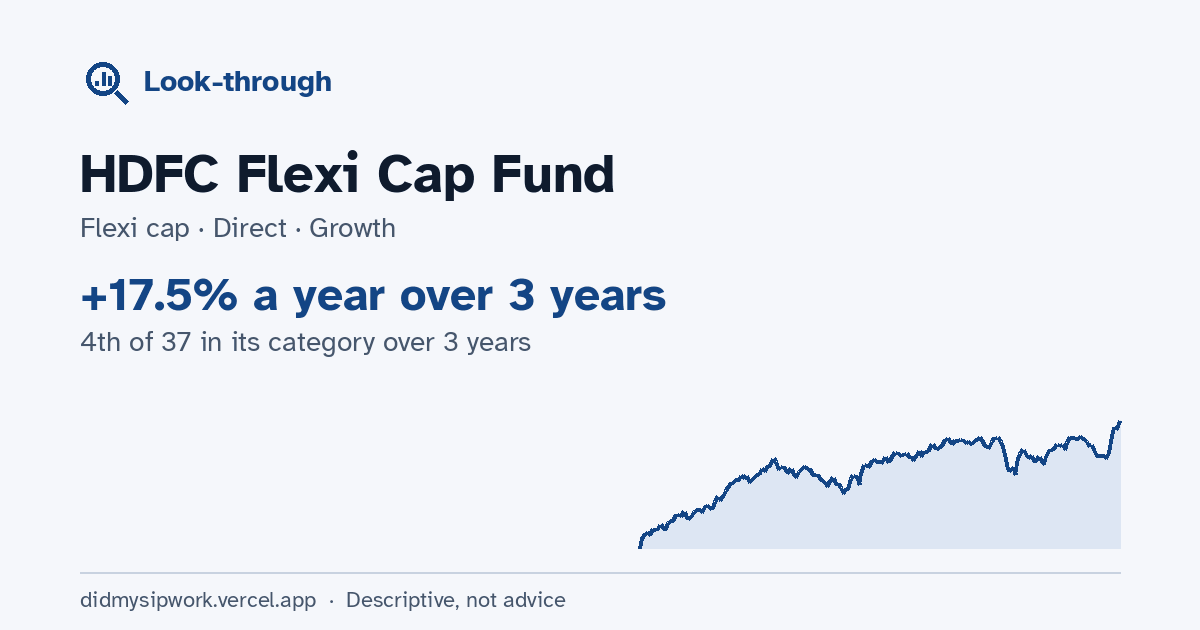 Look-through
HDFC Flexi Cap Fund
Flexi cap · Direct · Growth
+17.5% a year over 3 years
4th of 37 in its category over 3 years
didmysipwork.vercel.app · Descriptive, not advice